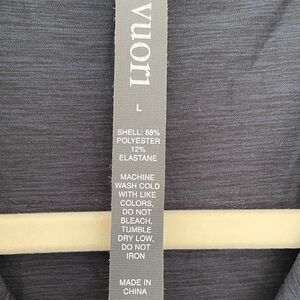 vuori
L
SHELL: 88%
POLYESTER
12%
ELASTANE
MACHINE
WASH COLD
WITH LIKE
COLORS,
DO NOT
BLEACH,
TUMBLE
DRY LOW,
DO NOT
IRON
MADE IN
CHINA